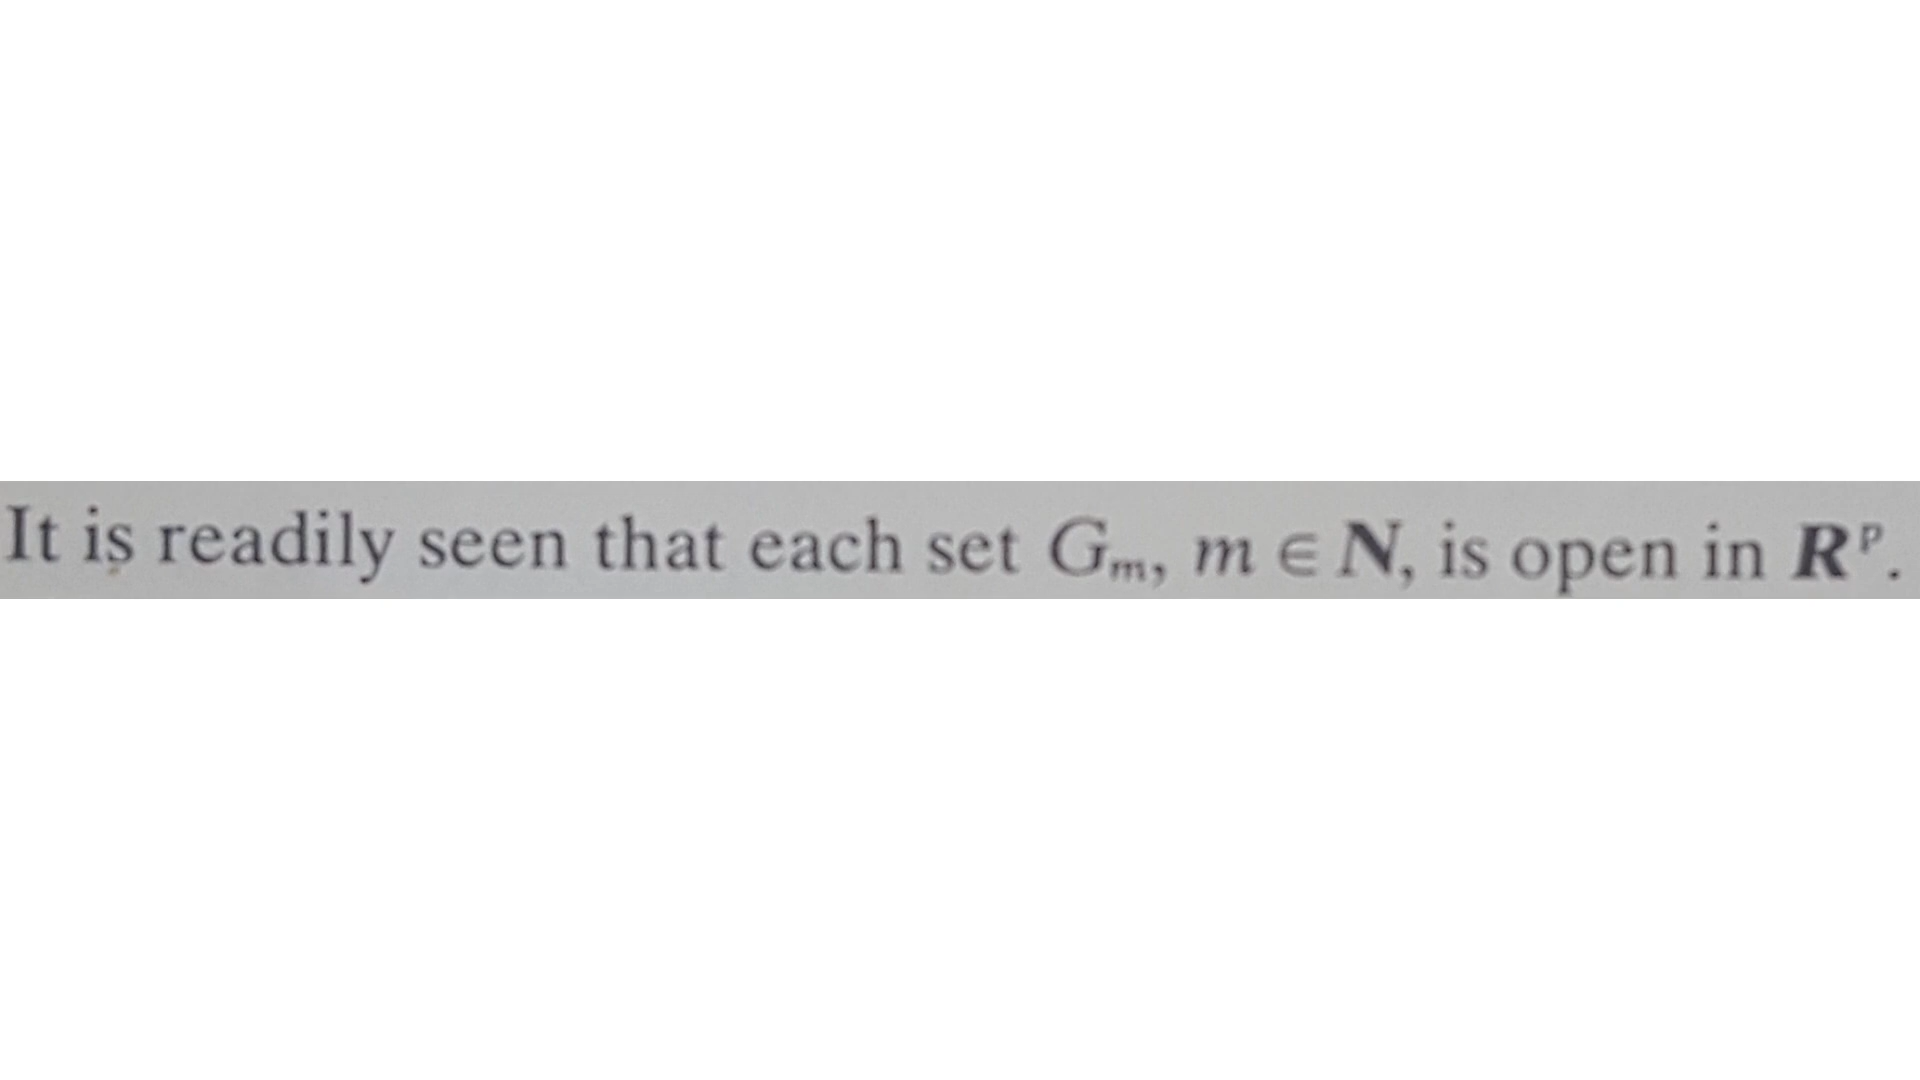 It is readily seen that each set Gₘ, m ∈ N, is open in Rᵖ.